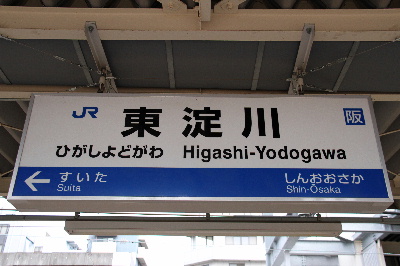 JR 東淀川 阪
ひがしよどがわ Higashi-Yodogawa
← すいた しんおおさか
Suita Shin-Ōsaka